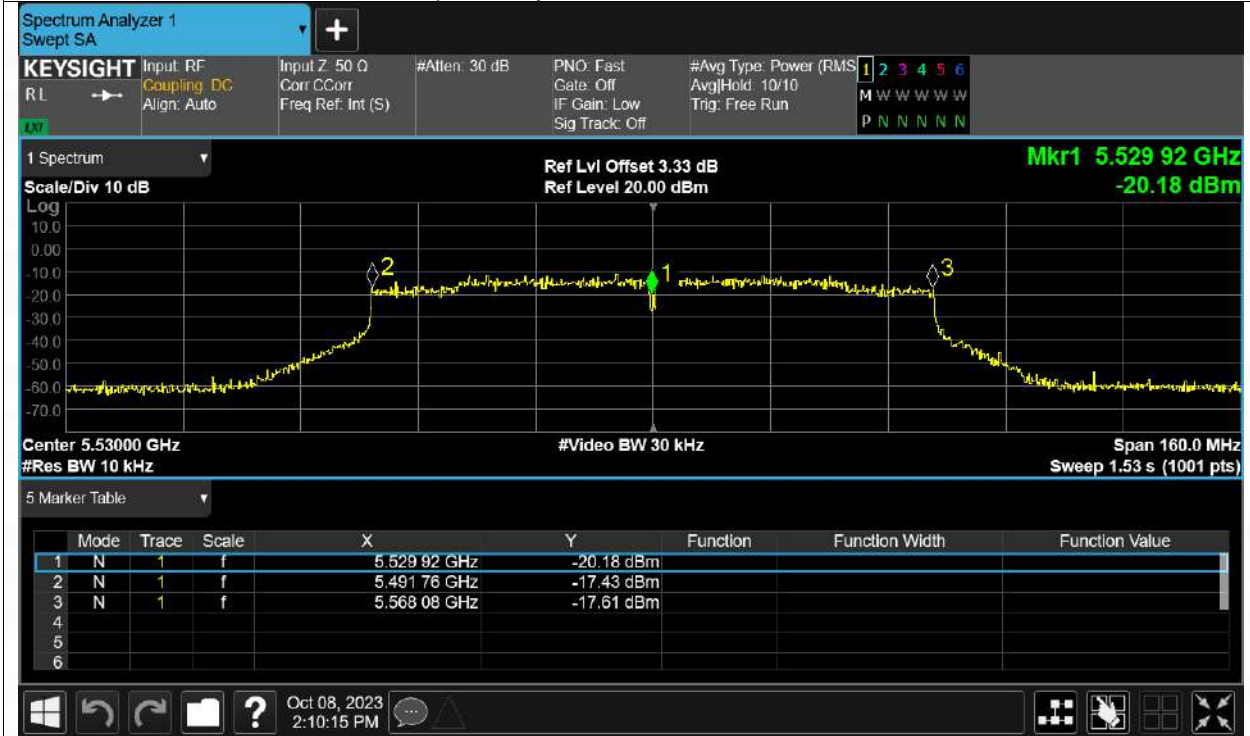 Spectrum Analyzer 1
Swept SA
+
KEYSIGHT Input: RF Input Z: 50 Ω #Atten: 30 dB PNO: Fast #Avg Type: Power (RMS 1 2 3 4 5 6
RL Coupling: DC Corr CCorr Gate: Off Avg|Hold: 10/10 M W W W W W
Align: Auto Freq Ref: Int (S) IF Gain: Low Trig: Free Run
LXI Sig Track: Off P N N N N N
1 Spectrum Ref Lvl Offset 3.33 dB Mkr1 5.529 92 GHz
Scale/Div 10 dB Ref Level 20.00 dBm -20.18 dBm
Log
10.0
0.00
-10.0 2 1 3
-20.0
-30.0
-40.0
-50.0
-60.0
-70.0
Center 5.53000 GHz #Video BW 30 kHz Span 160.0 MHz
#Res BW 10 kHz Sweep 1.53 s (1001 pts)
5 Marker Table
Mode Trace Scale X Y Function Function Width Function Value
1 N 1 f 5.529 92 GHz -20.18 dBm
2 N 1 f 5.491 76 GHz -17.43 dBm
3 N 1 f 5.568 08 GHz -17.61 dBm
4
5
6
? Oct 08, 2023
2:10:15 PM